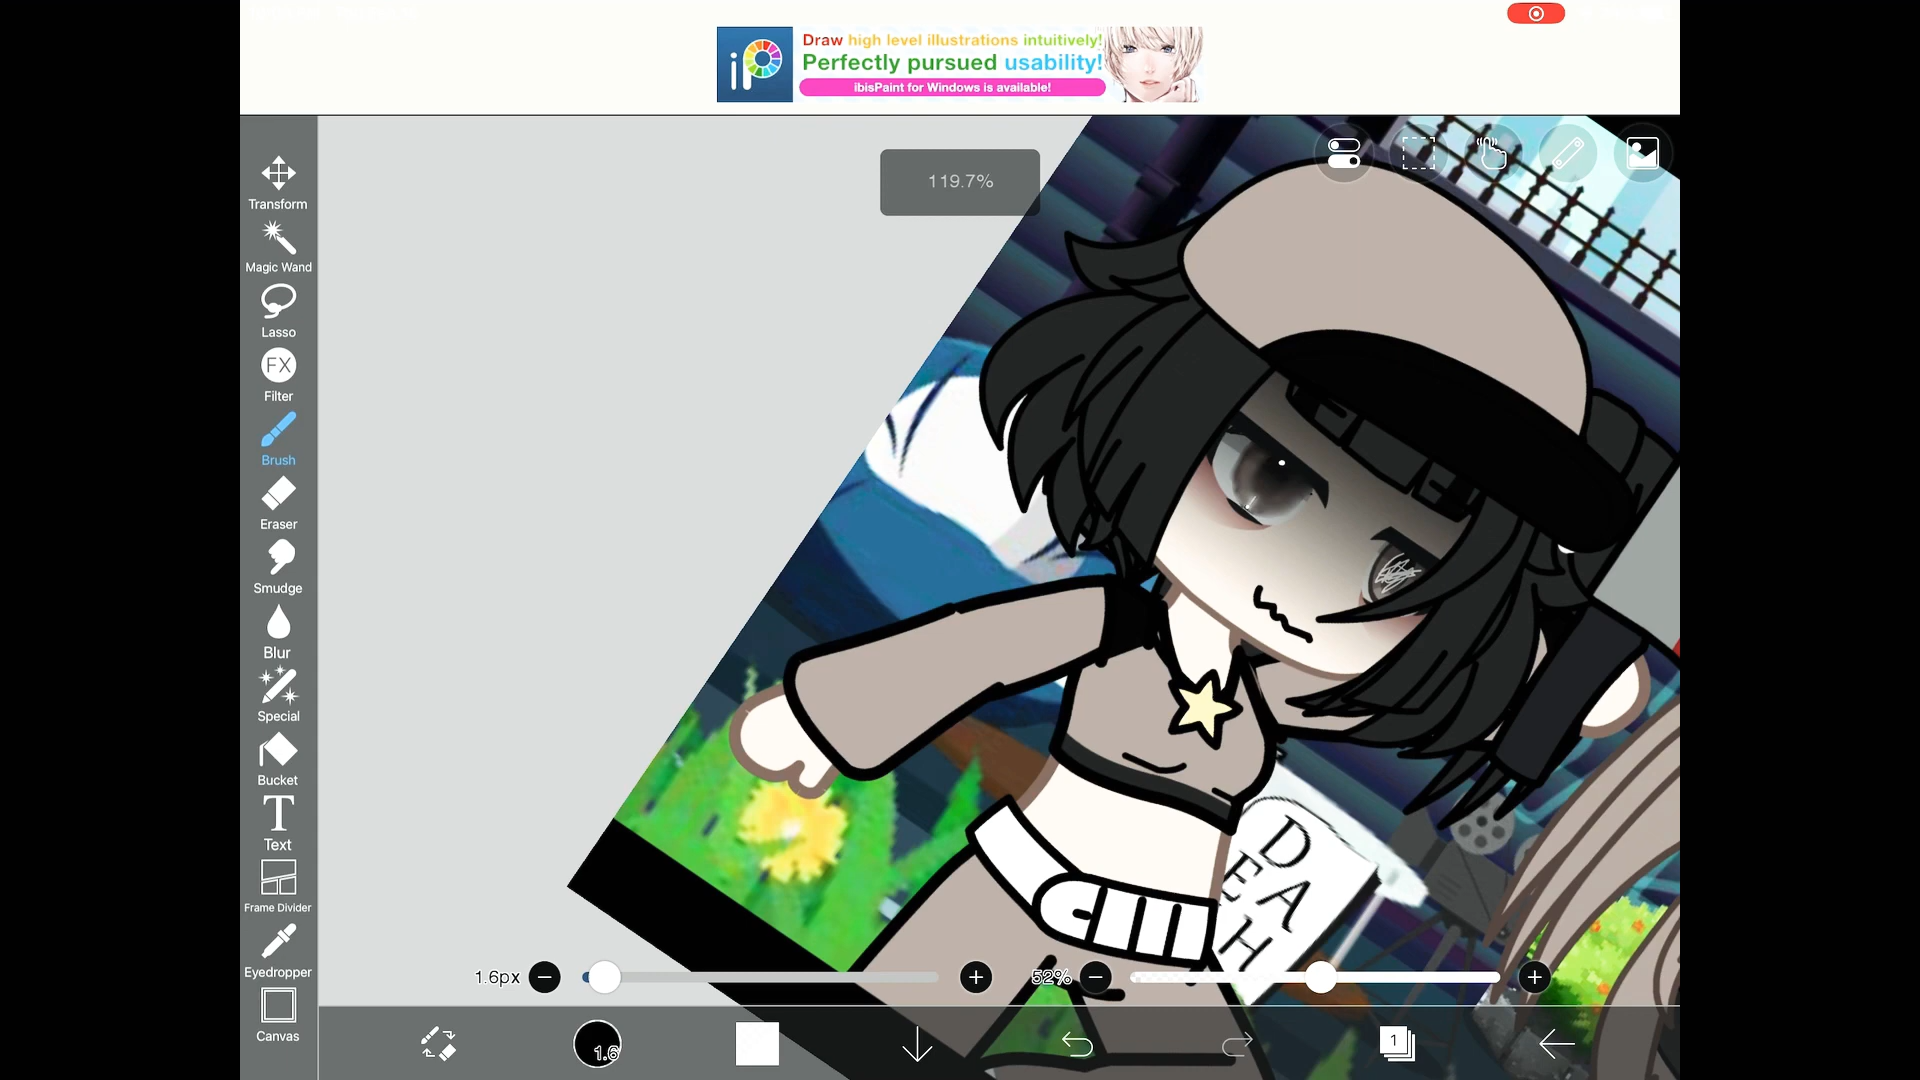 iP
Draw high level illustrations intuitively!
Perfectly pursued usability!
ibisPaint for Windows is available!
119.7%
Transform
Magic Wand
Lasso
FX
Filter
Brush
Eraser
Smudge
Blur
Special
Bucket
T
Text
Frame Divider
Eyedropper
Canvas
D
EA
H
1.6px
52%
1.6
1